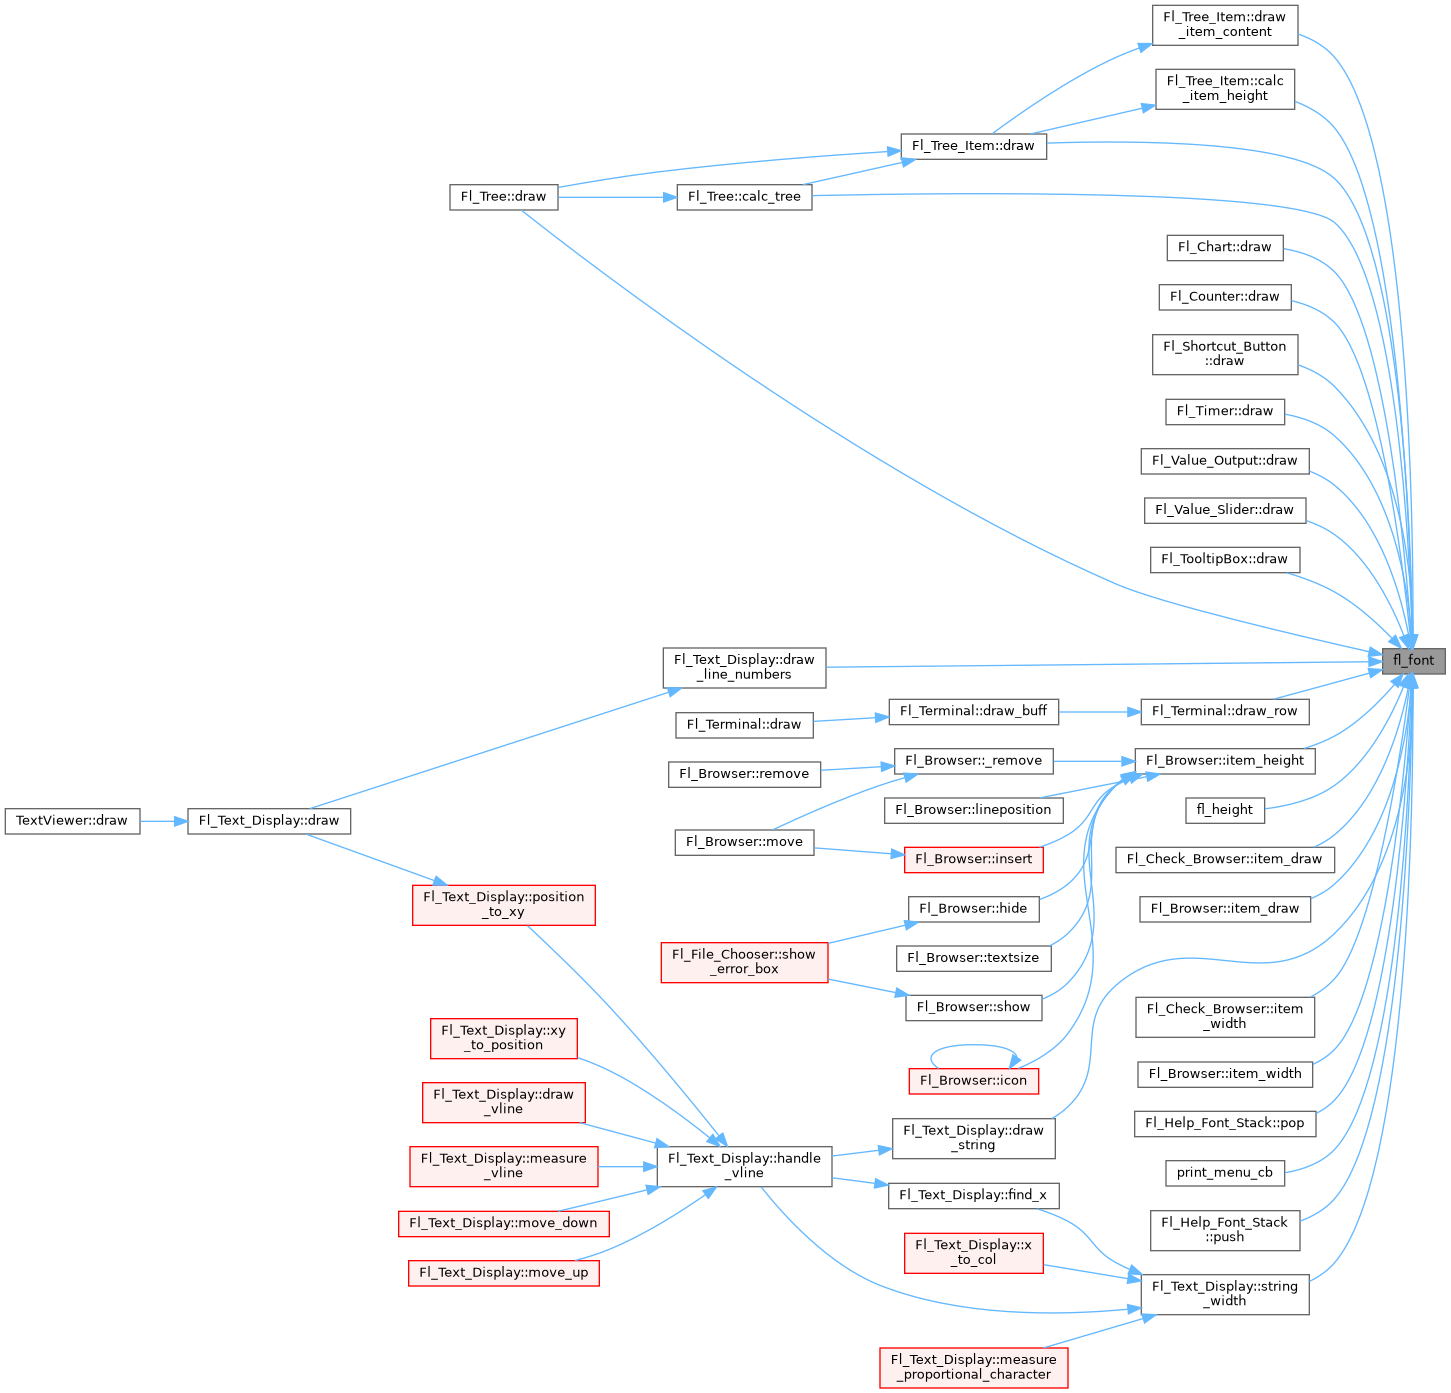 Fl_Tree_Item::draw
_item_content
Fl_Tree_Item::calc
_item_height
Fl_Tree_Item::draw
Fl_Tree::draw
Fl_Tree::calc_tree
Fl_Chart::draw
Fl_Counter::draw
Fl_Shortcut_Button
::draw
Fl_Timer::draw
Fl_Value_Output::draw
Fl_Value_Slider::draw
Fl_TooltipBox::draw
fl_font
Fl_Text_Display::draw
_line_numbers
Fl_Terminal::draw
Fl_Terminal::draw_buff
Fl_Terminal::draw_row
Fl_Browser::remove
Fl_Browser::_remove
Fl_Browser::item_height
Fl_Browser::lineposition
fl_height
TextViewer::draw
Fl_Text_Display::draw
Fl_Browser::move
Fl_Browser::insert
Fl_Check_Browser::item_draw
Fl_Text_Display::position
_to_xy
Fl_Browser::hide
Fl_Browser::item_draw
Fl_File_Chooser::show
_error_box
Fl_Browser::textsize
Fl_Browser::show
Fl_Check_Browser::item
_width
Fl_Text_Display::xy
_to_position
Fl_Browser::icon
Fl_Browser::item_width
Fl_Text_Display::draw
_vline
Fl_Text_Display::draw
_string
Fl_Help_Font_Stack::pop
Fl_Text_Display::measure
_vline
Fl_Text_Display::handle
_vline
print_menu_cb
Fl_Text_Display::find_x
Fl_Text_Display::move_down
Fl_Help_Font_Stack
::push
Fl_Text_Display::x
_to_col
Fl_Text_Display::move_up
Fl_Text_Display::string
_width
Fl_Text_Display::measure
_proportional_character